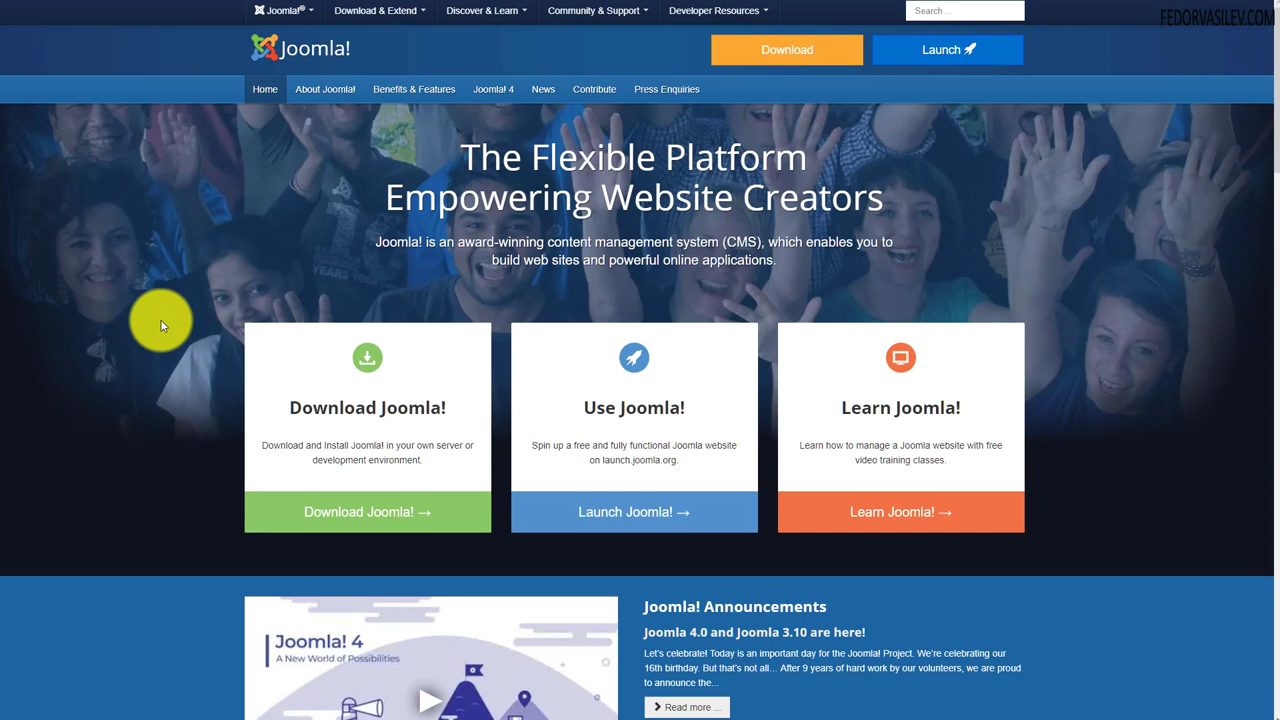 Joomla!® Download & Extend Discover & Learn Community & Support Developer Resources Search ...
FEDORVASILEV.COM
Joomla! Download Launch
Home About Joomla! Benefits & Features Joomla! 4 News Contribute Press Enquiries
The Flexible Platform
Empowering Website Creators
Joomla! is an award-winning content management system (CMS), which enables you to
build web sites and powerful online applications.
Download Joomla!
Download and Install Joomla! in your own server or
development environment.
Download Joomla! →
Use Joomla!
Spin up a free and fully functional Joomla website
on launch.joomla.org.
Launch Joomla! →
Learn Joomla!
Learn how to manage a Joomla website with free
video training classes.
Learn Joomla! →
Joomla! 4
A New World of Possibilities
Joomla! Announcements
Joomla 4.0 and Joomla 3.10 are here!
Let's celebrate! Today is an important day for the Joomla! Project. We're celebrating our
16th birthday. But that's not all... After 9 years of hard work by our volunteers, we are proud
to announce the...
Read more ...